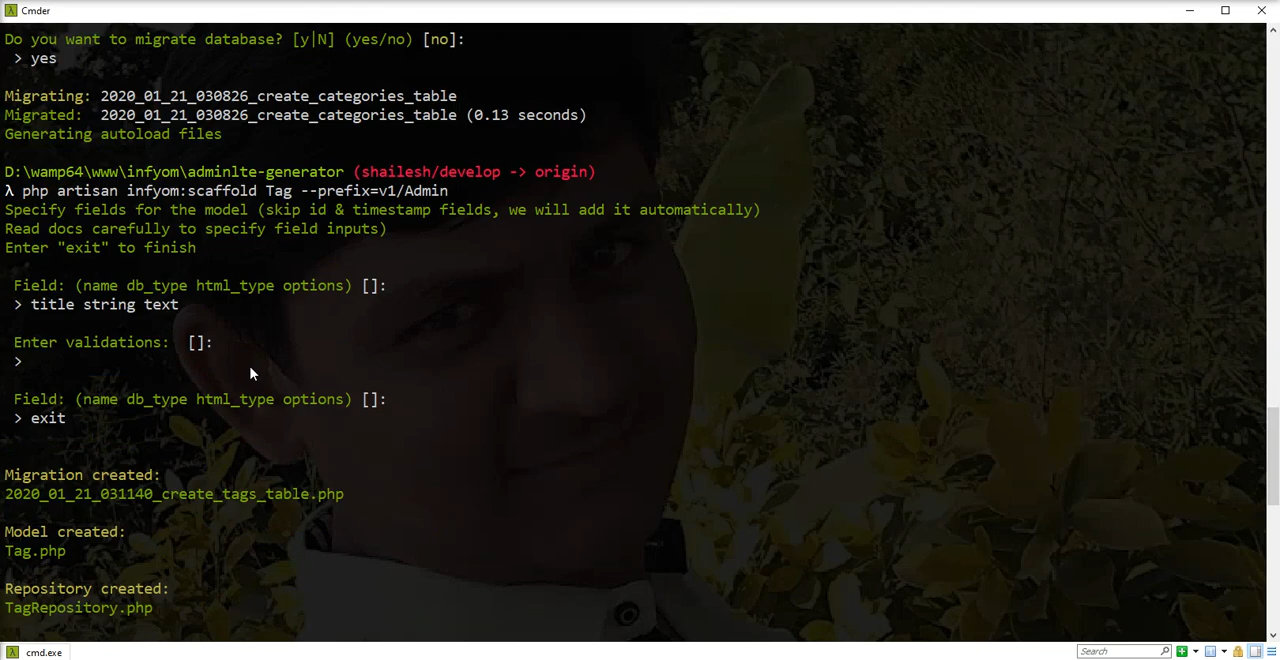 Cmder
Do you want to migrate database? [y|N] (yes/no) [no]:
> yes
Migrating: 2020_01_21_030826_create_categories_table
Migrated:  2020_01_21_030826_create_categories_table (0.13 seconds)
Generating autoload files
D:\wamp64\www\infyom\adminlte-generator (shailesh/develop -> origin)
λ php artisan infyom:scaffold Tag --prefix=v1/Admin
Specify fields for the model (skip id & timestamp fields, we will add it automatically)
Read docs carefully to specify field inputs)
Enter "exit" to finish
Field: (name db_type html_type options) []:
> title string text
Enter validations:  []:
>
Field: (name db_type html_type options) []:
> exit
Migration created:
2020_01_21_031140_create_tags_table.php
Model created:
Tag.php
Repository created:
TagRepository.php
cmd.exe
Search